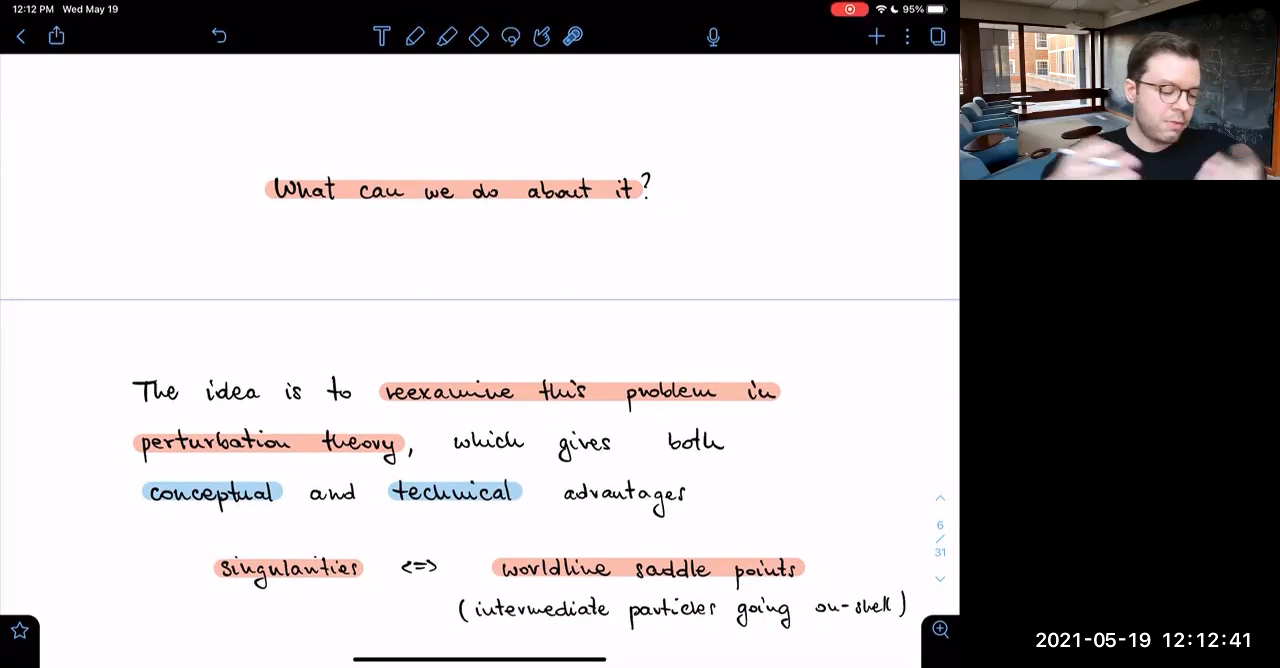 12:12 PM Wed May 19
95%
What can we do about it?
The idea is to reexamine this problem in
perturbation theory, which gives both
conceptual and technical advantages
singularities <=> worldline saddle points
(intermediate particles going on-shell)
6
/
31
2021-05-19 12:12:41